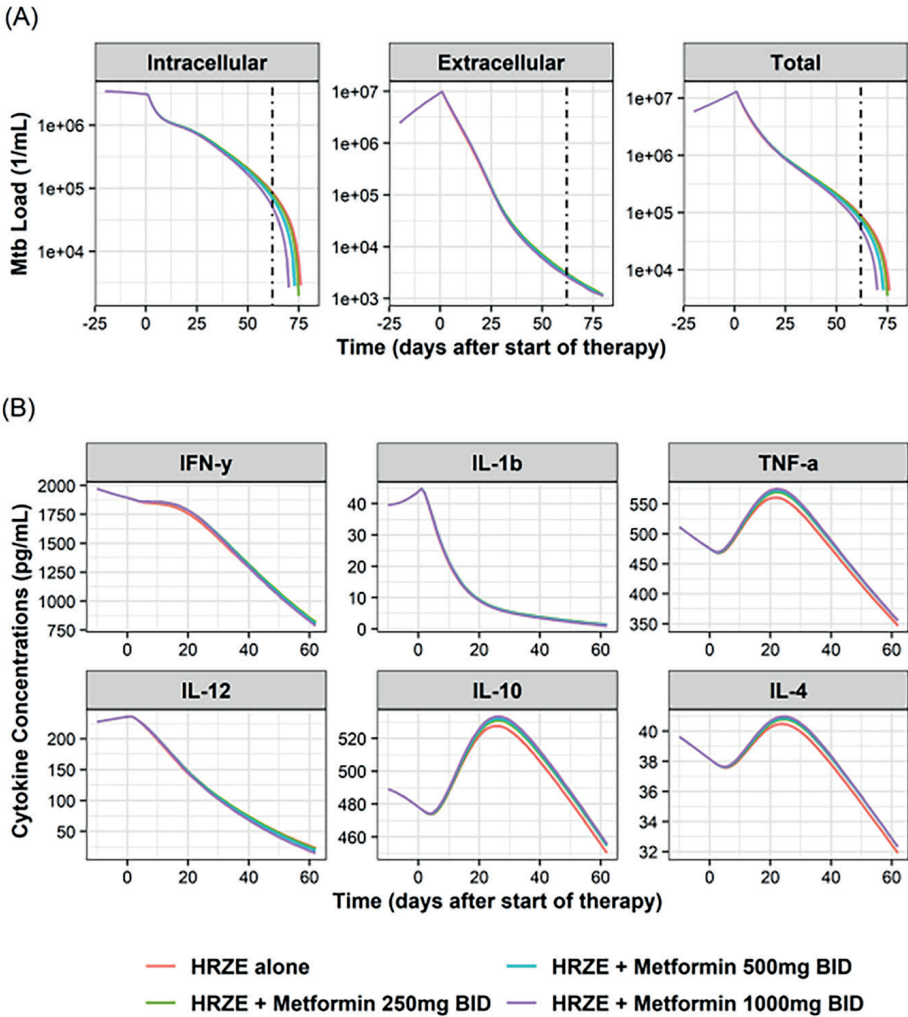 (A)
Intracellular Extracellular Total
Mtb Load (1/mL)
1e+06
1e+05
1e+04
-25 0 25 50 75
1e+07
1e+06
1e+05
1e+04
1e+03
-25 0 25 50 75
1e+07
1e+06
1e+05
1e+04
-25 0 25 50 75
Time (days after start of therapy)
(B)
Cytokine Concentrations (pg/mL)
IFN-y IL-1b TNF-a
2000
1750
1500
1250
1000
750
0 20 40 60
40
30
20
10
0
0 20 40 60
550
500
450
400
350
0 20 40 60
IL-12 IL-10 IL-4
200
150
100
50
0 20 40 60
520
500
480
460
0 20 40 60
40
38
36
34
32
0 20 40 60
Time (days after start of therapy)
HRZE alone HRZE + Metformin 500mg BID
HRZE + Metformin 250mg BID HRZE + Metformin 1000mg BID